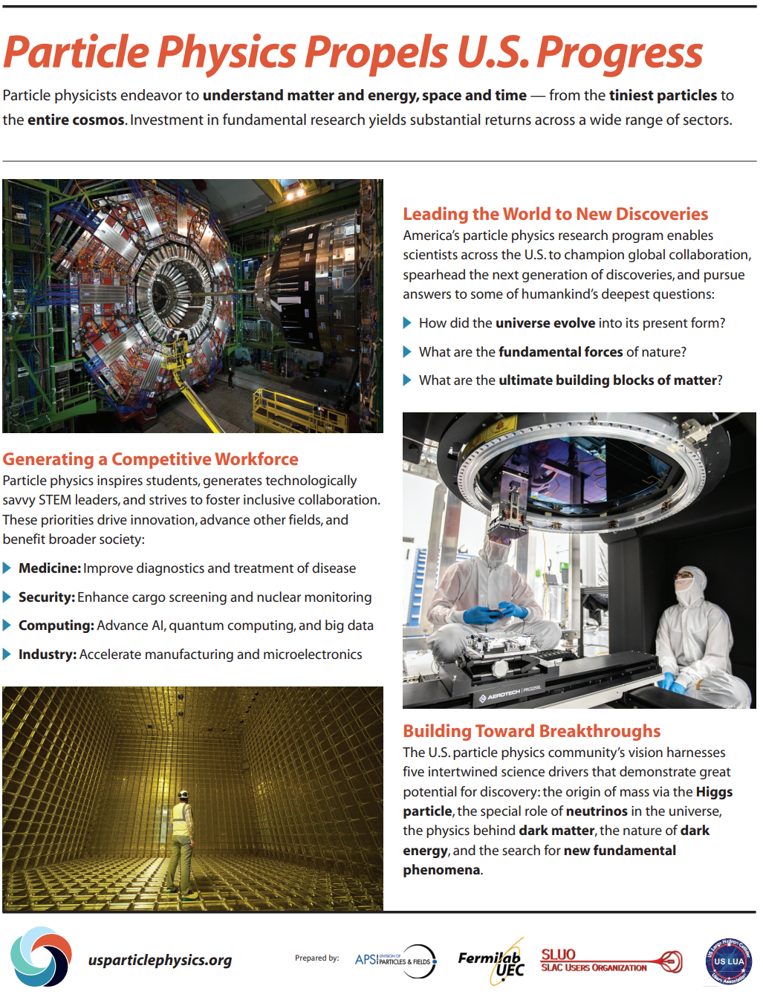 Particle Physics Propels U.S. Progress
Particle physicists endeavor to understand matter and energy, space and time — from the tiniest particles to
the entire cosmos. Investment in fundamental research yields substantial returns across a wide range of sectors.
Leading the World to New Discoveries
America’s particle physics research program enables
scientists across the U.S. to champion global collaboration,
spearhead the next generation of discoveries, and pursue
answers to some of humankind’s deepest questions:
How did the universe evolve into its present form?
What are the fundamental forces of nature?
What are the ultimate building blocks of matter?
Generating a Competitive Workforce
Particle physics inspires students, generates technologically
savvy STEM leaders, and strives to foster inclusive collaboration.
These priorities drive innovation, advance other fields, and
benefit broader society:
Medicine: Improve diagnostics and treatment of disease
Security: Enhance cargo screening and nuclear monitoring
Computing: Advance AI, quantum computing, and big data
Industry: Accelerate manufacturing and microelectronics
AEROTECH PRO225SL
Building Toward Breakthroughs
The U.S. particle physics community’s vision harnesses
five intertwined science drivers that demonstrate great
potential for discovery: the origin of mass via the Higgs
particle, the special role of neutrinos in the universe,
the physics behind dark matter, the nature of dark
energy, and the search for new fundamental
phenomena.
usparticlephysics.org
Prepared by:
APS DIVISION OF
PARTICLES & FIELDS
Fermilab
UEC
SLUO
SLAC USERS ORGANIZATION
US Large Hadron Collider
US LUA
Users Association